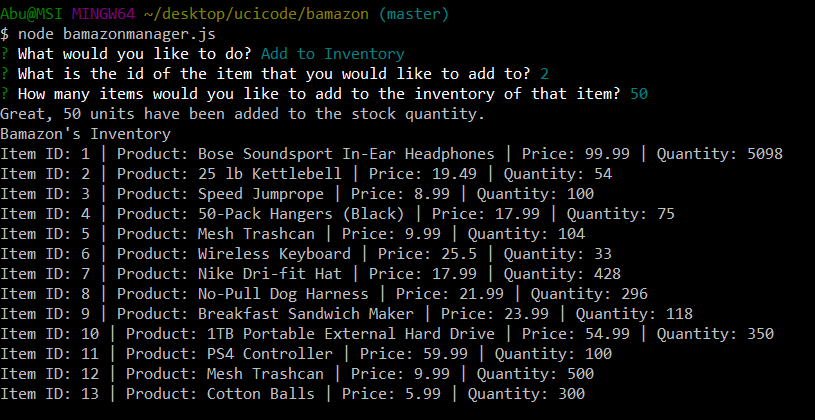 Abu@MSI MINGW64 ~/desktop/ucicode/bamazon (master)
$ node bamazonmanager.js
? What would you like to do? Add to Inventory
? What is the id of the item that you would like to add to? 2
? How many items would you like to add to the inventory of that item? 50
Great, 50 units have been added to the stock quantity.
Bamazon's Inventory
Item ID: 1 | Product: Bose Soundsport In-Ear Headphones | Price: 99.99 | Quantity: 5098
Item ID: 2 | Product: 25 lb Kettlebell | Price: 19.49 | Quantity: 54
Item ID: 3 | Product: Speed Jumprope | Price: 8.99 | Quantity: 100
Item ID: 4 | Product: 50-Pack Hangers (Black) | Price: 17.99 | Quantity: 75
Item ID: 5 | Product: Mesh Trashcan | Price: 9.99 | Quantity: 104
Item ID: 6 | Product: Wireless Keyboard | Price: 25.5 | Quantity: 33
Item ID: 7 | Product: Nike Dri-fit Hat | Price: 17.99 | Quantity: 428
Item ID: 8 | Product: No-Pull Dog Harness | Price: 21.99 | Quantity: 296
Item ID: 9 | Product: Breakfast Sandwich Maker | Price: 23.99 | Quantity: 118
Item ID: 10 | Product: 1TB Portable External Hard Drive | Price: 54.99 | Quantity: 350
Item ID: 11 | Product: PS4 Controller | Price: 59.99 | Quantity: 100
Item ID: 12 | Product: Mesh Trashcan | Price: 9.99 | Quantity: 500
Item ID: 13 | Product: Cotton Balls | Price: 5.99 | Quantity: 300